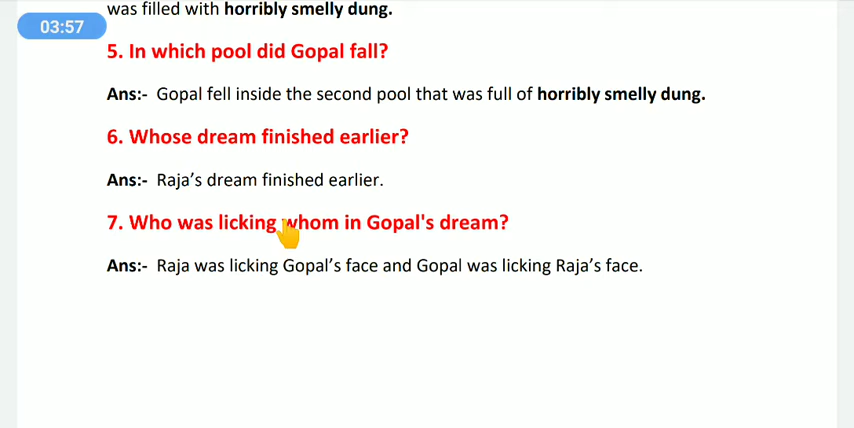 was filled with horribly smelly dung.
03:57
5. In which pool did Gopal fall?
Ans:- Gopal fell inside the second pool that was full of horribly smelly dung.
6. Whose dream finished earlier?
Ans:- Raja’s dream finished earlier.
7. Who was licking whom in Gopal's dream?
Ans:- Raja was licking Gopal’s face and Gopal was licking Raja’s face.